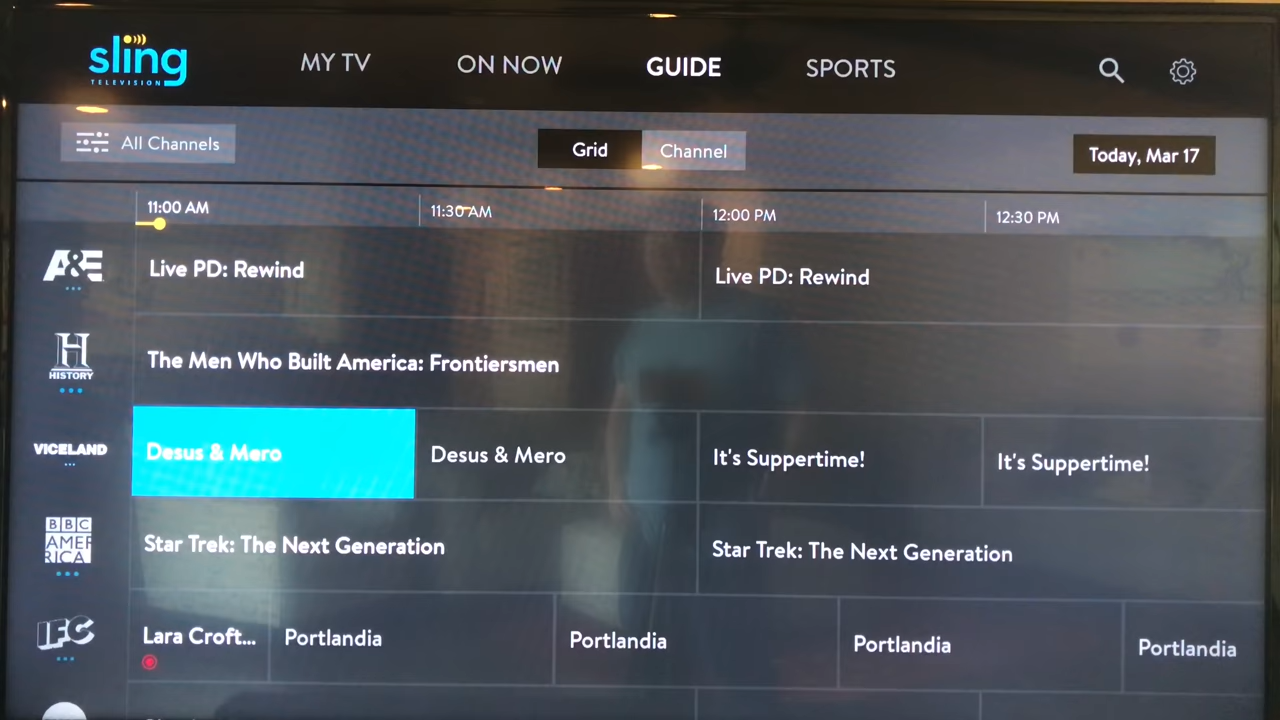 sling
TELEVISION
MY TV
ON NOW
GUIDE
SPORTS
All Channels
Grid
Channel
Today, Mar 17
11:00 AM
11:30 AM
12:00 PM
12:30 PM
A&E
Live PD: Rewind
Live PD: Rewind
H
HISTORY
The Men Who Built America: Frontiersmen
VICELAND
Desus & Mero
Desus & Mero
It's Suppertime!
It's Suppertime!
BBC
AMER
RICA
Star Trek: The Next Generation
Star Trek: The Next Generation
IFC
Lara Croft...
Portlandia
Portlandia
Portlandia
Portlandia